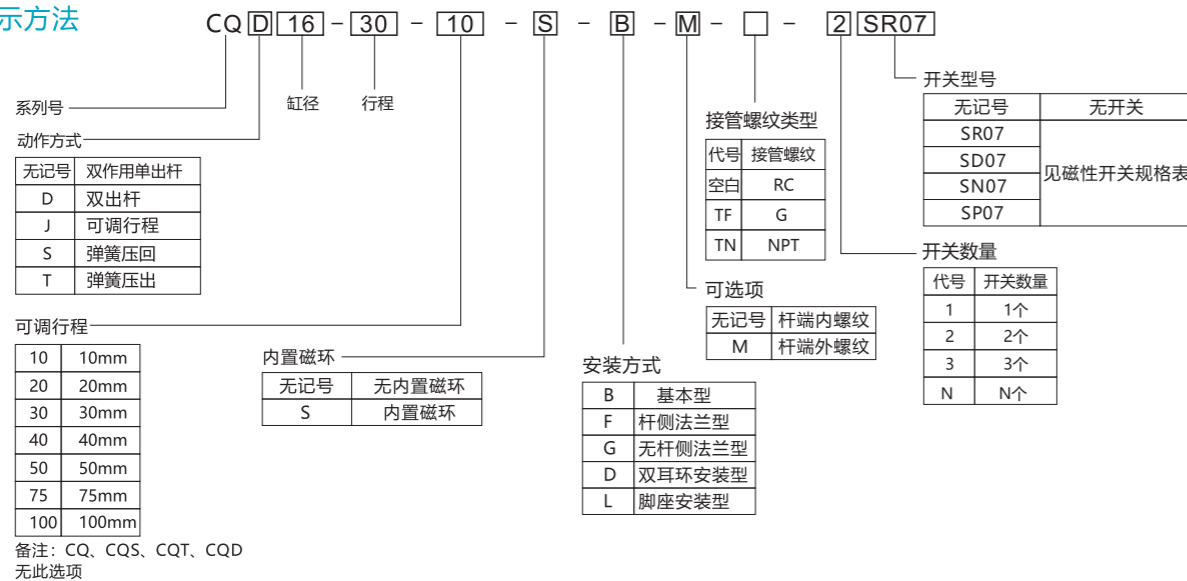 示方法
CQ D 16 - 30 - 10 - S - B - M - □ - 2 SR07
系列号
缸径
行程
动作方式
无记号 双作用单出杆
D 双出杆
J 可调行程
S 弹簧压回
T 弹簧压出
可调行程
10 10mm
20 20mm
30 30mm
40 40mm
50 50mm
75 75mm
100 100mm
备注：CQ、CQS、CQT、CQD
无此选项
内置磁环
无记号 无内置磁环
S 内置磁环
安装方式
B 基本型
F 杆侧法兰型
G 无杆侧法兰型
D 双耳环安装型
L 脚座安装型
可选项
无记号 杆端内螺纹
M 杆端外螺纹
接管螺纹类型
代号 接管螺纹
空白 RC
TF G
TN NPT
开关型号
无记号 无开关
SR07
SD07
SN07
SP07
见磁性开关规格表
开关数量
代号 开关数量
1 1个
2 2个
3 3个
N N个